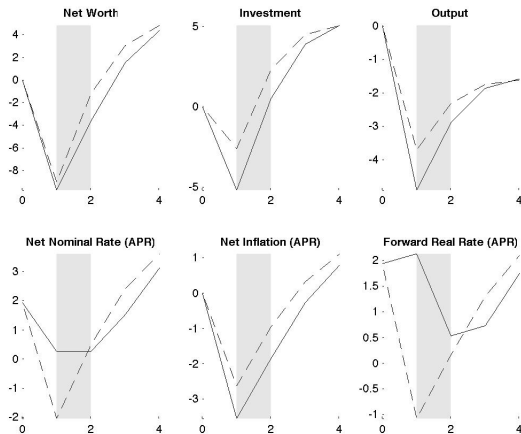 Net Worth
4
2
0
-2
-4
-6
-8
0 2 4
Investment
5
0
-5
0 2 4
Output
0
-1
-2
-3
-4
0 2 4
Net Nominal Rate (APR)
3
2
1
0
-1
-2
0 2 4
Net Inflation (APR)
1
0
-1
-2
-3
0 2 4
Forward Real Rate (APR)
2
1.5
1
0.5
0
-0.5
-1
0 2 4